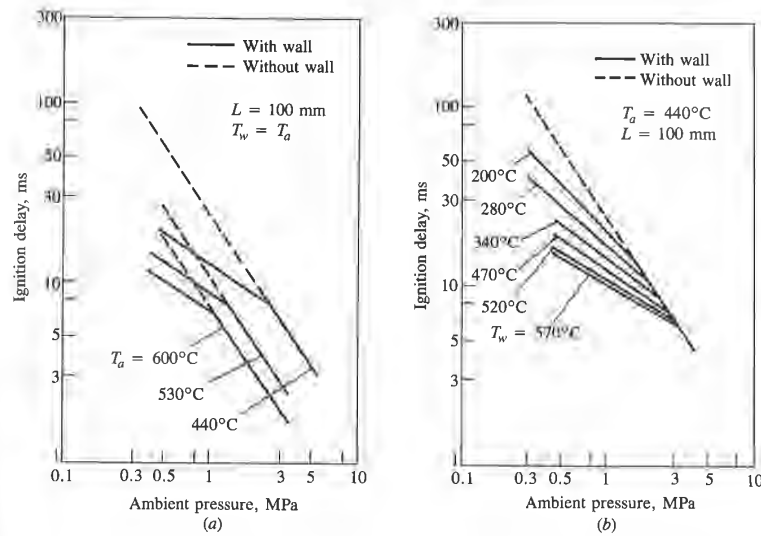 300
100
50
30
10
5
3
1
Ignition delay, ms
With wall
Without wall
L = 100 mm
T_w = T_a
T_a = 600°C
530°C
440°C
0.1
0.3 0.5
1
3
5
10
Ambient pressure, MPa
(a)
300
100
50
30
10
5
3
Ignition delay, ms
With wall
Without wall
T_a = 440°C
L = 100 mm
200°C
280°C
340°C
470°C
520°C
T_w = 570°C
0.1
0.3 0.5
1
3
5
10
Ambient pressure, MPa
(b)